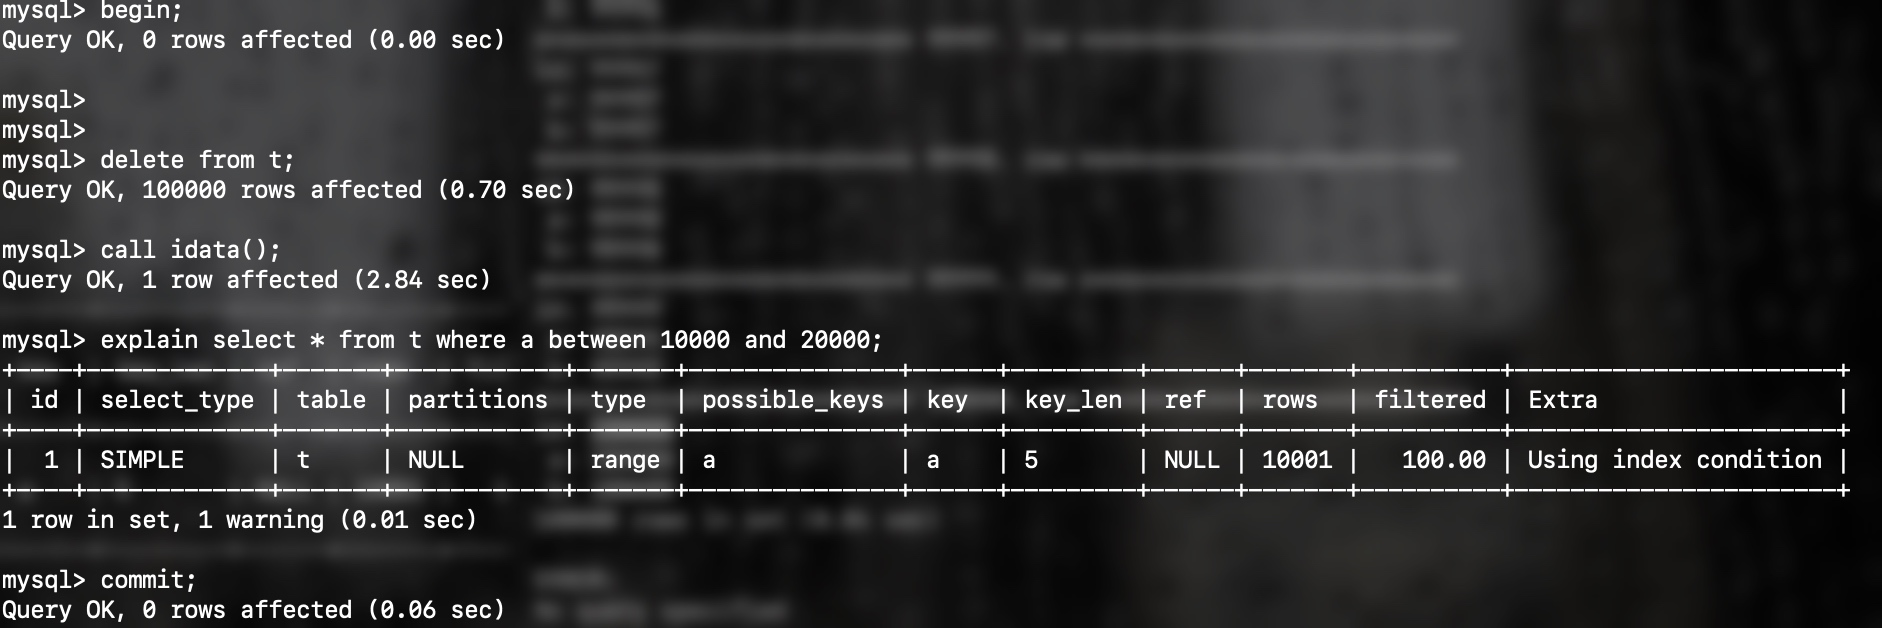 mysql> begin;
Query OK, 0 rows affected (0.00 sec)
mysql>
mysql>
mysql> delete from t;
Query OK, 100000 rows affected (0.70 sec)
mysql> call idata();
Query OK, 1 row affected (2.84 sec)
mysql> explain select * from t where a between 10000 and 20000;
+----+-------------+-------+------------+-------+---------------+------+---------+------+-------+----------+-----------------------+
| id | select_type | table | partitions | type  | possible_keys | key  | key_len | ref  | rows  | filtered | Extra                 |
+----+-------------+-------+------------+-------+---------------+------+---------+------+-------+----------+-----------------------+
|  1 | SIMPLE      | t     | NULL       | range | a             | a    | 5       | NULL | 10001 |   100.00 | Using index condition |
+----+-------------+-------+------------+-------+---------------+------+---------+------+-------+----------+-----------------------+
1 row in set, 1 warning (0.01 sec)
mysql> commit;
Query OK, 0 rows affected (0.06 sec)